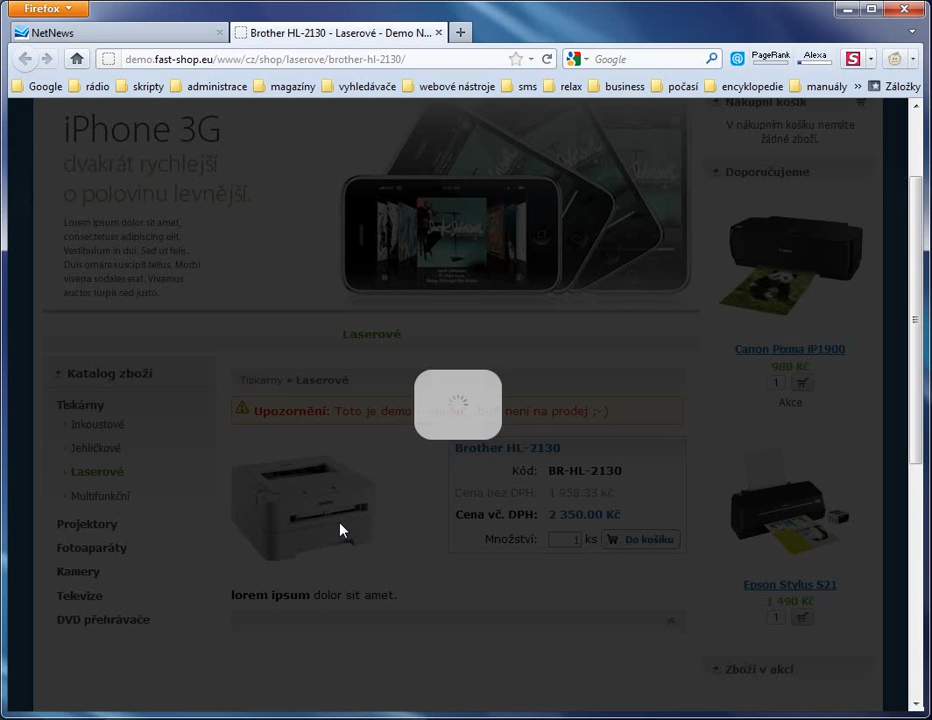 Firefox
NetNews
Brother HL-2130 - Laserové - Demo N...
demo.fast-shop.eu/www/cz/shop/laserove/brother-hl-2130/
Google
PageRank
Alexa
Google
rádio
skripty
administrace
magazíny
vyhledávače
webové nástroje
sms
relax
business
počasí
encyklopedie
manuály
»
Záložky
iPhone 3G
dvakrát rychlejší
o polovinu levnější.
Lorem ipsum dolor sit amet,
consectetuer adipiscing elit.
Vestibulum in dui. Sed ut felis.
Duis ornare suscipit tellus. Morbi
viverra sodales erat. Vivamus
auctor turpis sed justo.
Nákupní košík
V nákupním košíku nemáte
žádné zboží.
Doporučujeme
Canon Pixma iP1900
980 Kč
1
Akce
Epson Stylus S21
1 490 Kč
1
Zboží v akci
Laserové
Katalog zboží
Tiskárny
Inkoustové
Jehličkové
Laserové
Multifunkční
Projektory
Fotoaparáty
Kamery
Televize
DVD přehrávače
Tiskárny » Laserové
Upozornění: Toto je demo není na prodej ;-)
Brother HL-2130
Kód: BR-HL-2130
Cena bez DPH: 1 958.33 Kč
Cena vč. DPH: 2 350.00 Kč
Množství: 1 ks Do košíku
lorem ipsum dolor sit amet.